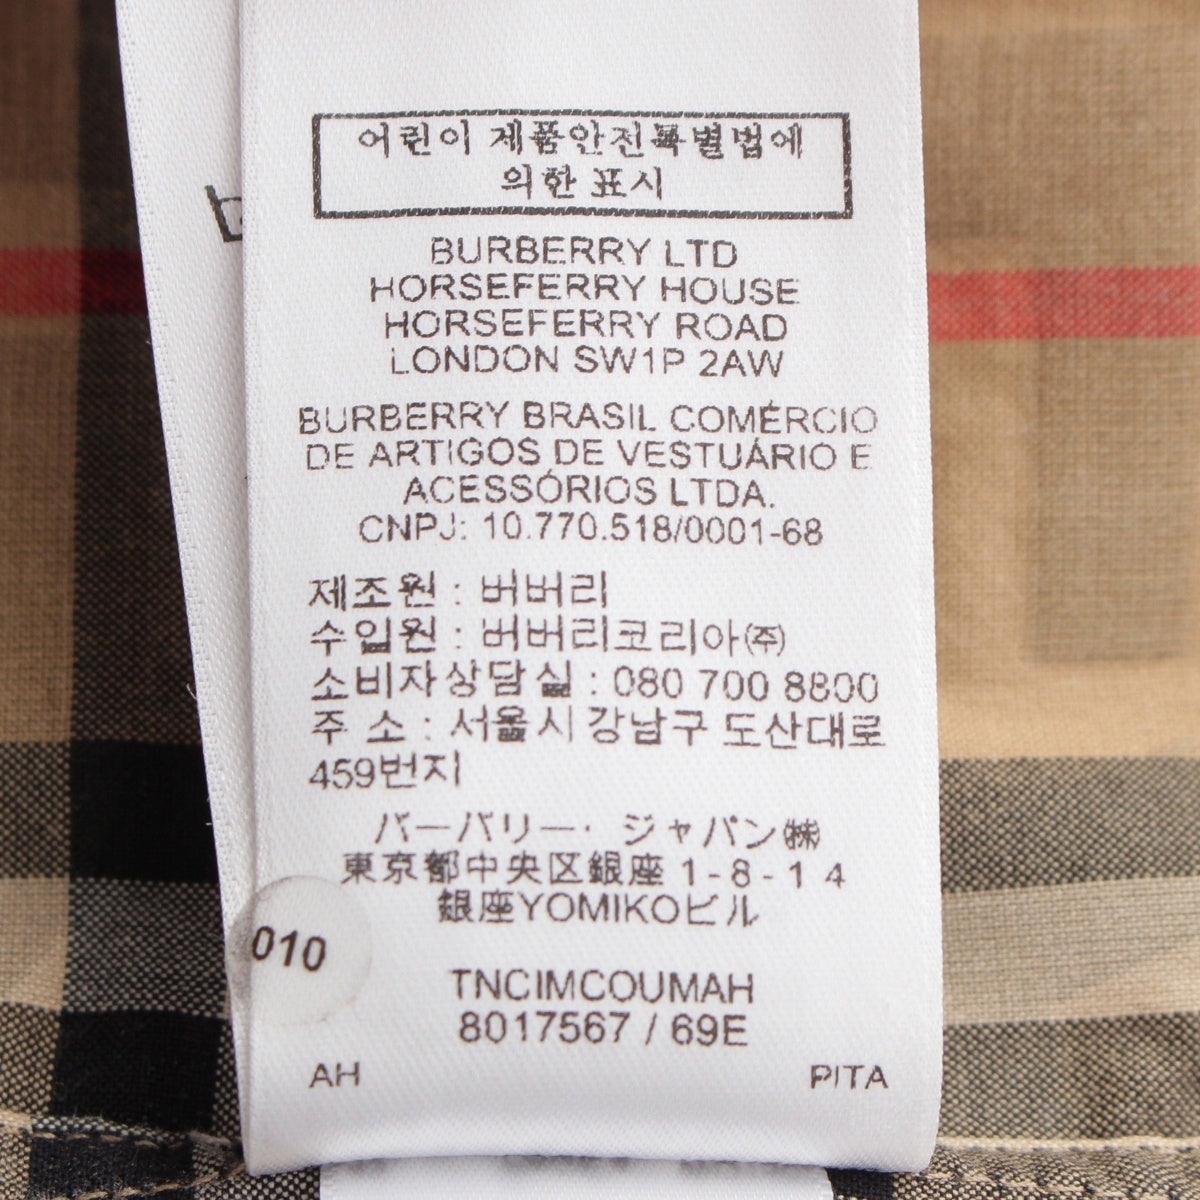 어린이 제품안전특별법에
의한 표시
BURBERRY LTD
HORSEFERRY HOUSE
HORSEFERRY ROAD
LONDON SW1P 2AW
BURBERRY BRASIL COMÉRCIO
DE ARTIGOS DE VESTUÁRIO E
ACESSÓRIOS LTDA.
CNPJ: 10.770.518/0001-68
제조원 : 버버리
수입원 : 버버리코리아㈜
소비자상담실 : 080 700 8800
주 소 : 서울시 강남구 도산대로
459번지
バーバリー・ジャパン㈱
東京都中央区銀座 1-8-14
銀座YOMIKOビル
010
TNCIMCOUMAH
8017567 / 69E
AH PITA